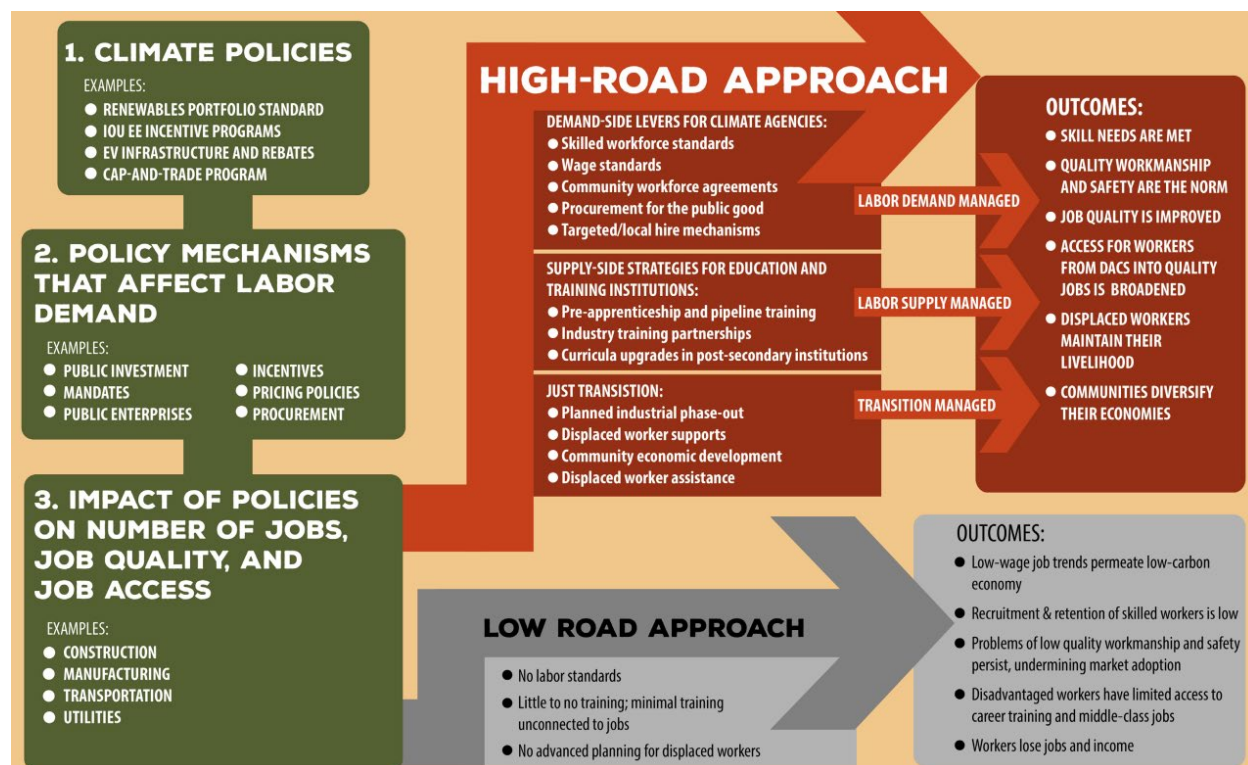 1. CLIMATE POLICIES
EXAMPLES:
● RENEWABLES PORTFOLIO STANDARD
● IOU EE INCENTIVE PROGRAMS
● EV INFRASTRUCTURE AND REBATES
● CAP-AND-TRADE PROGRAM
2. POLICY MECHANISMS
THAT AFFECT LABOR
DEMAND
EXAMPLES:
● PUBLIC INVESTMENT
● MANDATES
● PUBLIC ENTERPRISES
● INCENTIVES
● PRICING POLICIES
● PROCUREMENT
3. IMPACT OF POLICIES
ON NUMBER OF JOBS,
JOB QUALITY, AND
JOB ACCESS
EXAMPLES:
● CONSTRUCTION
● MANUFACTURING
● TRANSPORTATION
● UTILITIES
HIGH-ROAD APPROACH
DEMAND-SIDE LEVERS FOR CLIMATE AGENCIES:
● Skilled workforce standards
● Wage standards
● Community workforce agreements
● Procurement for the public good
● Targeted/local hire mechanisms
LABOR DEMAND MANAGED
SUPPLY-SIDE STRATEGIES FOR EDUCATION AND
TRAINING INSTITUTIONS:
● Pre-apprenticeship and pipeline training
● Industry training partnerships
● Curricula upgrades in post-secondary institutions
LABOR SUPPLY MANAGED
JUST TRANSISTION:
● Planned industrial phase-out
● Displaced worker supports
● Community economic development
● Displaced worker assistance
TRANSITION MANAGED
OUTCOMES:
● SKILL NEEDS ARE MET
● QUALITY WORKMANSHIP
AND SAFETY ARE THE NORM
● JOB QUALITY IS IMPROVED
● ACCESS FOR WORKERS
FROM DACS INTO QUALITY
JOBS IS BROADENED
● DISPLACED WORKERS
MAINTAIN THEIR
LIVELIHOOD
● COMMUNITIES DIVERSIFY
THEIR ECONOMIES
LOW ROAD APPROACH
● No labor standards
● Little to no training; minimal training
unconnected to jobs
● No advanced planning for displaced workers
OUTCOMES:
● Low-wage job trends permeate low-carbon
economy
● Recruitment & retention of skilled workers is low
● Problems of low quality workmanship and safety
persist, undermining market adoption
● Disadvantaged workers have limited access to
career training and middle-class jobs
● Workers lose jobs and income